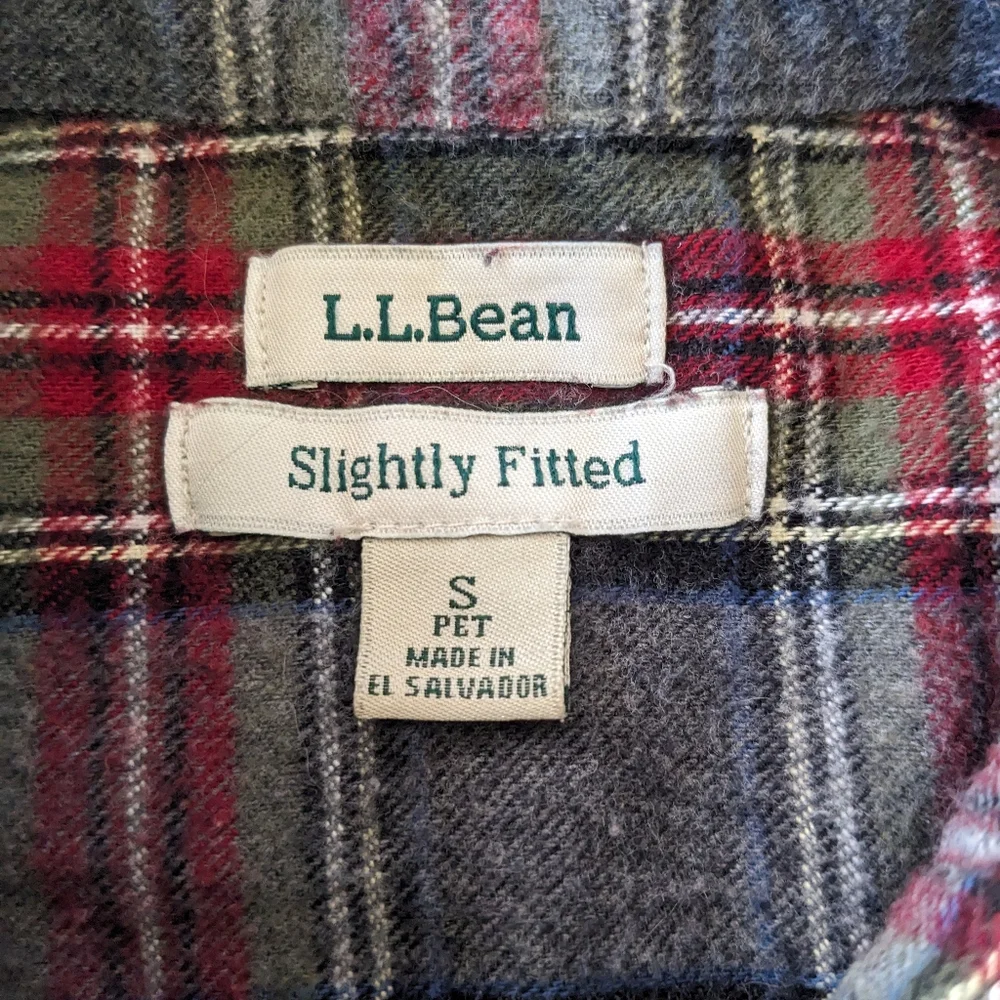 L.L.Bean
Slightly Fitted
S
PET
MADE IN
EL SALVADOR